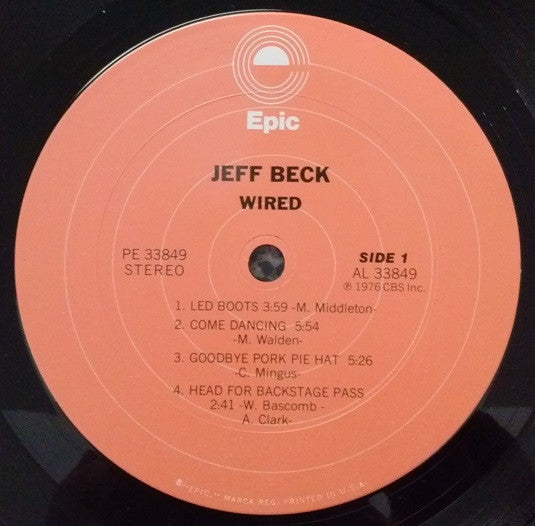 Epic
JEFF BECK
WIRED
PE 33849
STEREO
SIDE 1
AL 33849
℗ 1976 CBS Inc.
1. LED BOOTS 3:59 -M. Middleton-
2. COME DANCING 5:54
-M. Walden-
3. GOODBYE PORK PIE HAT 5:26
-C. Mingus-
4. HEAD FOR BACKSTAGE PASS
2:41 -W. Bascomb -
A. Clark-
®"EPIC," MARCA REG. PRINTED IN U.S.A.